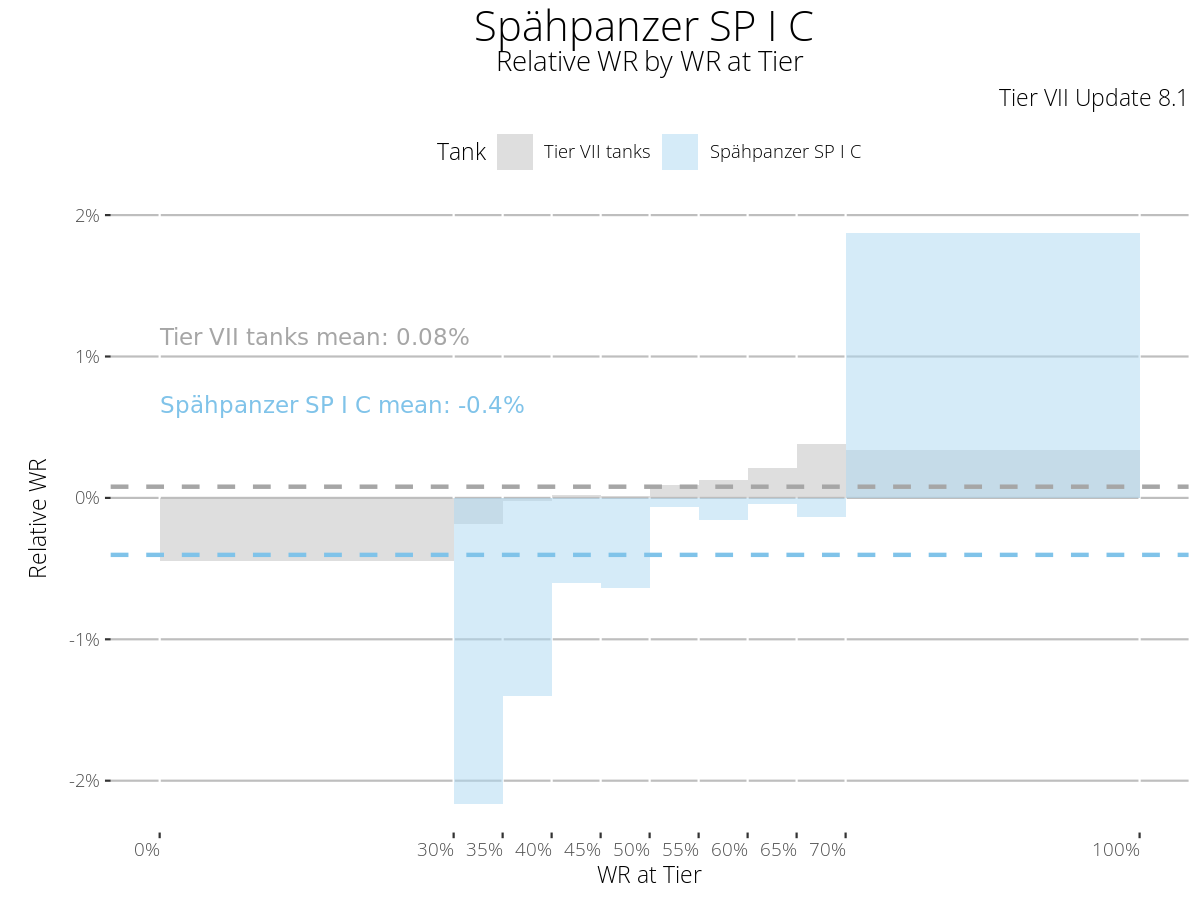 Spähpanzer SP I C
Relative WR by WR at Tier
Tier VII Update 8.1
Tank Tier VII tanks Spähpanzer SP I C
2%
Tier VII tanks mean: 0.08%
1%
Spähpanzer SP I C mean: -0.4%
0%
Relative WR
-1%
-2%
0% 30% 35% 40% 45% 50% 55% 60% 65% 70% 100%
WR at Tier